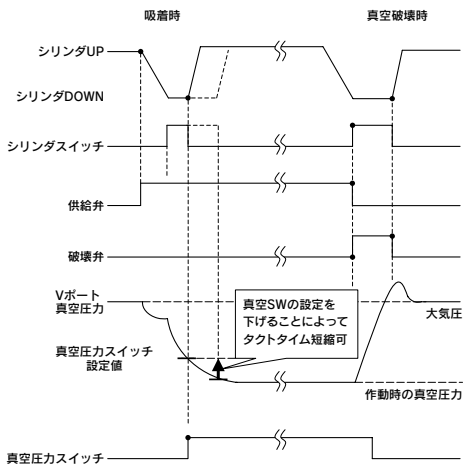 吸着時
真空破壊時
シリンダUP
シリンダDOWN
シリンダスイッチ
供給弁
破壊弁
Vポート
真空圧力
大気圧
真空SWの設定を
下げることによって
タクトタイム短縮可
真空圧力スイッチ
設定値
作動時の真空圧力
真空圧力スイッチ